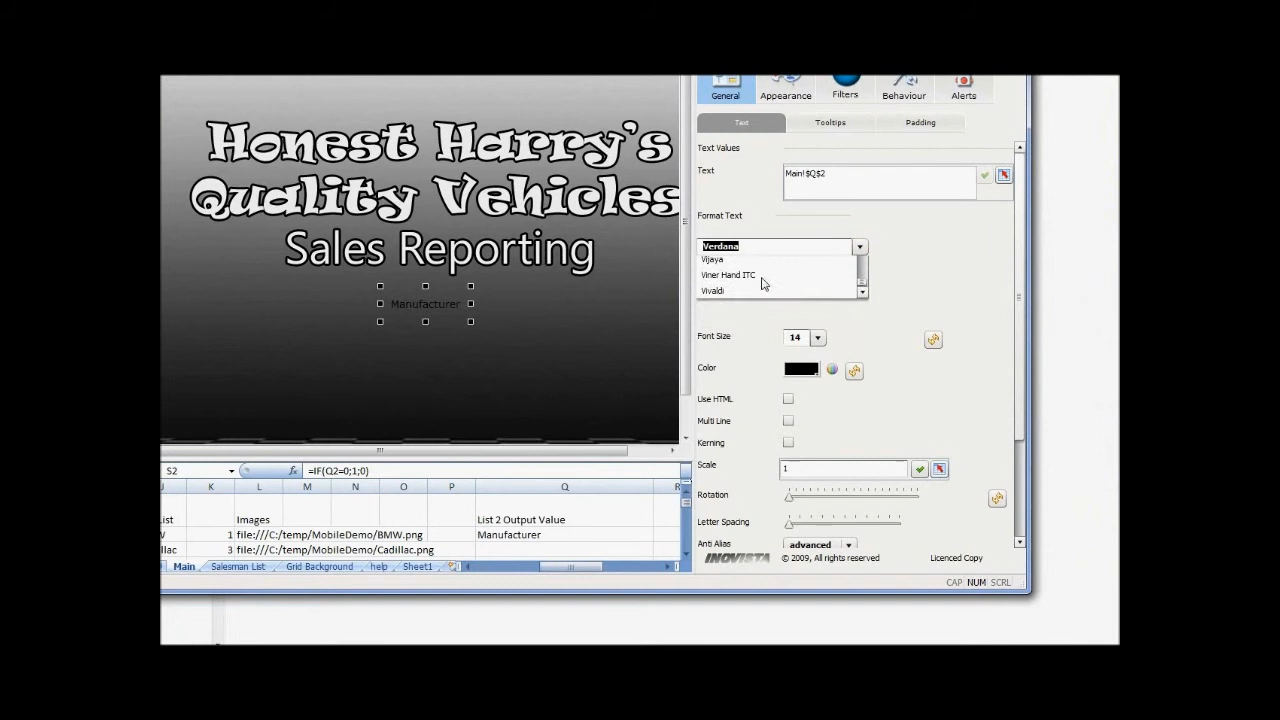 Honest Harry's
Quality Vehicles
Sales Reporting
Manufacturer
General Appearance Filters Behaviour Alerts
Text Tooltips Padding
Text Values
Text Main!$Q$2
Format Text
Verdana
Vijaya
Viner Hand ITC
Vivaldi
Font Size 14
Color
Use HTML
Multi Line
Kerning
Scale 1
Rotation
Letter Spacing
Anti Alias advanced
INOVISTA © 2009, All rights reserved Licenced Copy
S2 fx =IF(Q2=0;1;0)
J K L M N O P Q R
List Images List 2 Output Value
W 1 file:///C:/temp/MobileDemo/BMW.png Manufacturer
illac 3 file:///C:/temp/MobileDemo/Cadillac.png
Main Salesman List Grid Background help Sheet1
CAP NUM SCRL